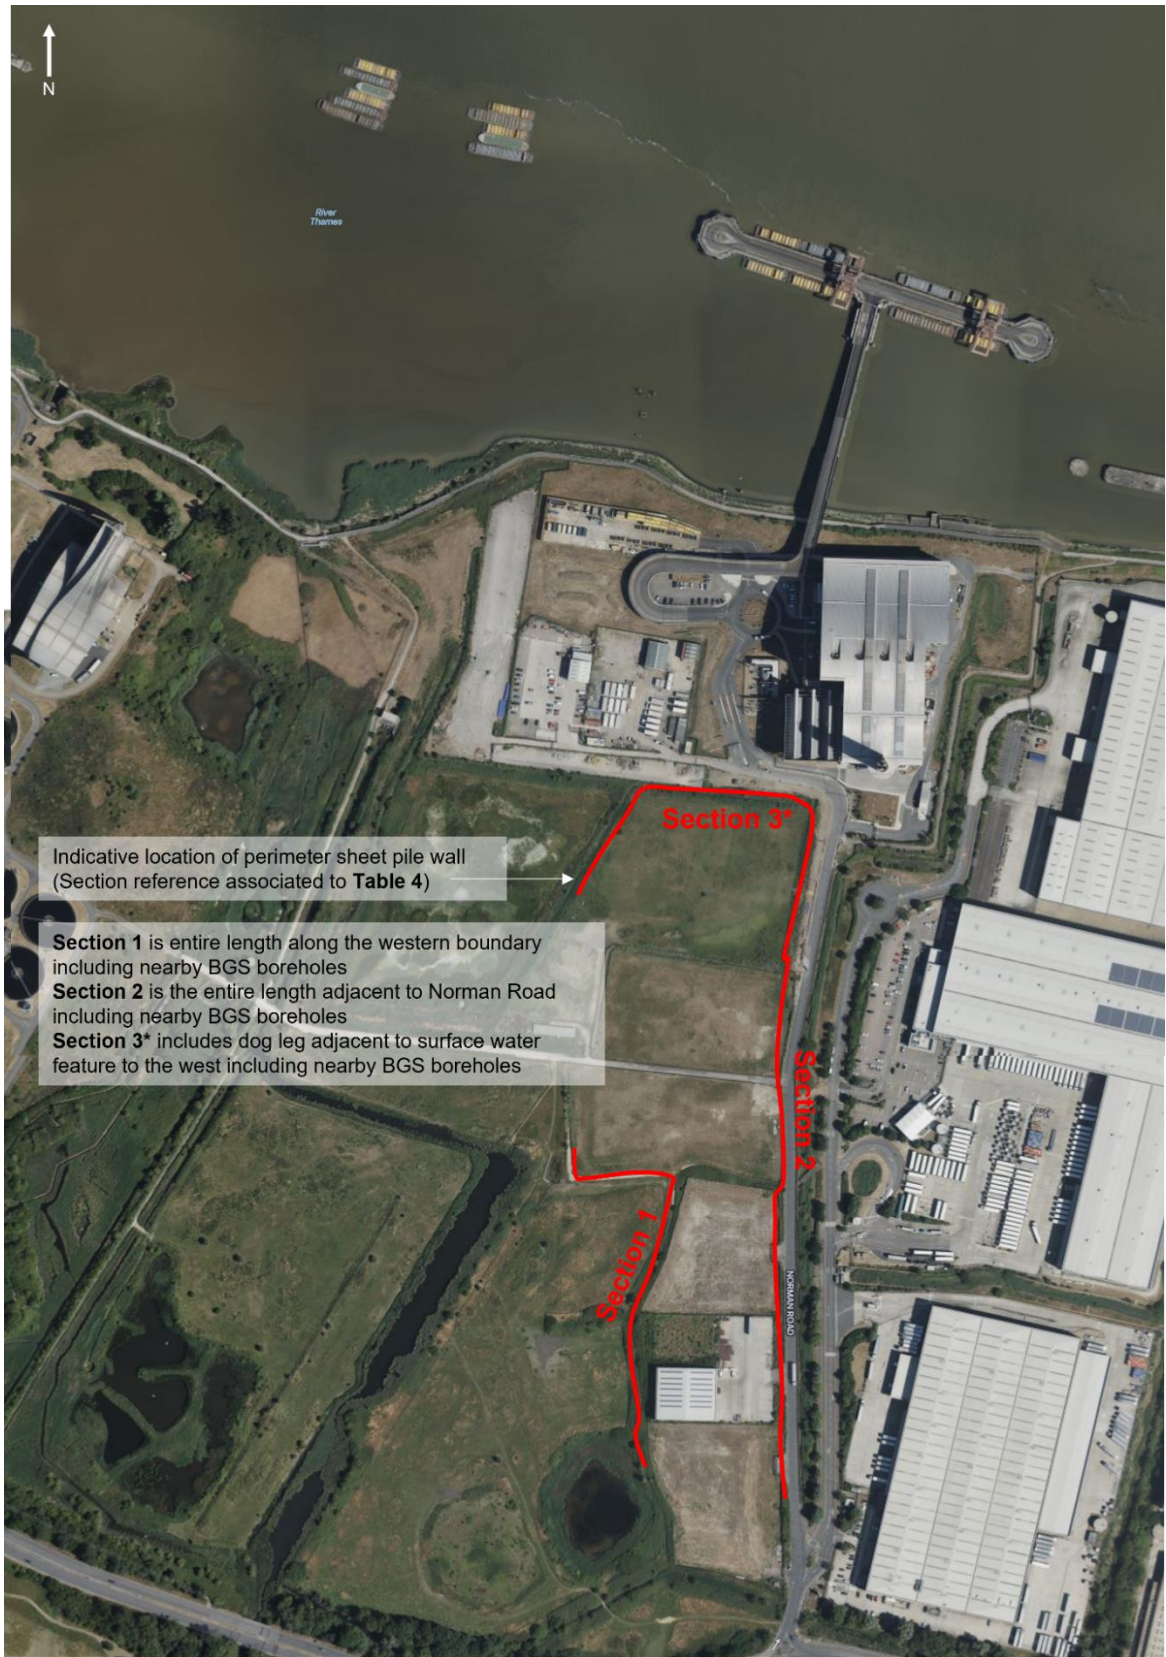 N
River
Thames
Section 3*
Indicative location of perimeter sheet pile wall
(Section reference associated to Table 4)
Section 1 is entire length along the western boundary
including nearby BGS boreholes
Section 2 is the entire length adjacent to Norman Road
including nearby BGS boreholes
Section 3* includes dog leg adjacent to surface water
feature to the west including nearby BGS boreholes
Section 2
Section 1
NORMAN ROAD